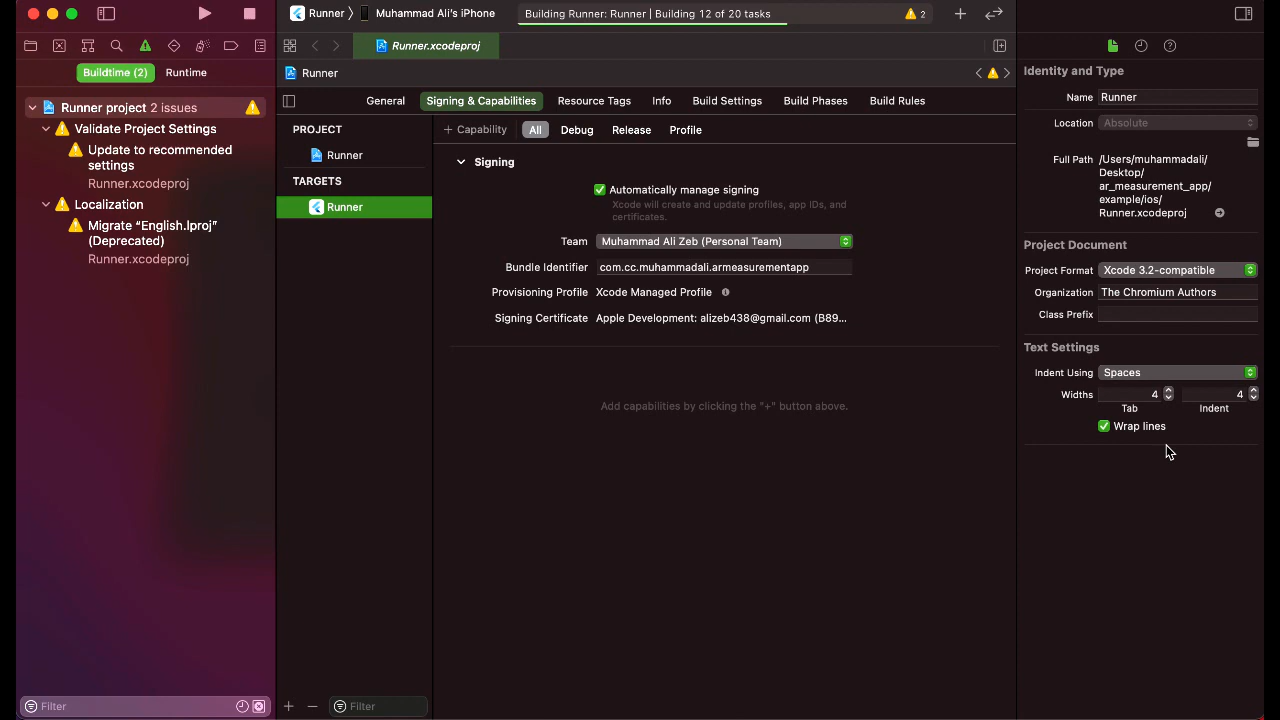 Runner
Muhammad Ali's iPhone
Building Runner: Runner | Building 12 of 20 tasks
2
Buildtime (2)
Runtime
Runner project 2 issues
Validate Project Settings
Update to recommended
settings
Runner.xcodeproj
Localization
Migrate “English.lproj”
(Deprecated)
Runner.xcodeproj
Filter
Runner.xcodeproj
Runner
General
Signing & Capabilities
Resource Tags
Info
Build Settings
Build Phases
Build Rules
PROJECT
Runner
TARGETS
Runner
Filter
+ Capability
All
Debug
Release
Profile
Signing
Automatically manage signing
Xcode will create and update profiles, app IDs, and
certificates.
Team Muhammad Ali Zeb (Personal Team)
Bundle Identifier com.cc.muhammadali.armeasurementapp
Provisioning Profile Xcode Managed Profile
Signing Certificate Apple Development: alizeb438@gmail.com (B89...
Add capabilities by clicking the "+" button above.
Identity and Type
Name Runner
Location Absolute
Full Path /Users/muhammadali/
Desktop/
ar_measurement_app/
example/ios/
Runner.xcodeproj
Project Document
Project Format Xcode 3.2-compatible
Organization The Chromium Authors
Class Prefix
Text Settings
Indent Using Spaces
Widths 4 4
Tab Indent
Wrap lines